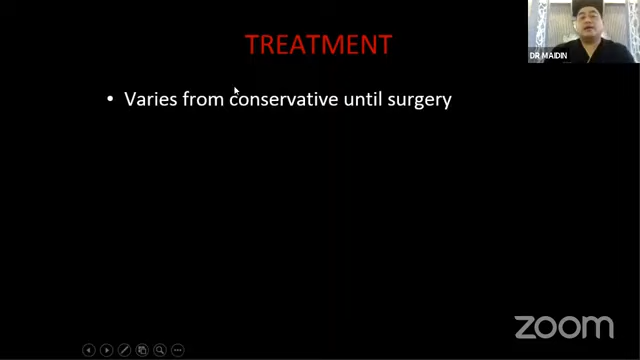 TREATMENT
DR MAIDIN
• Varies from conservative until surgery
zoom